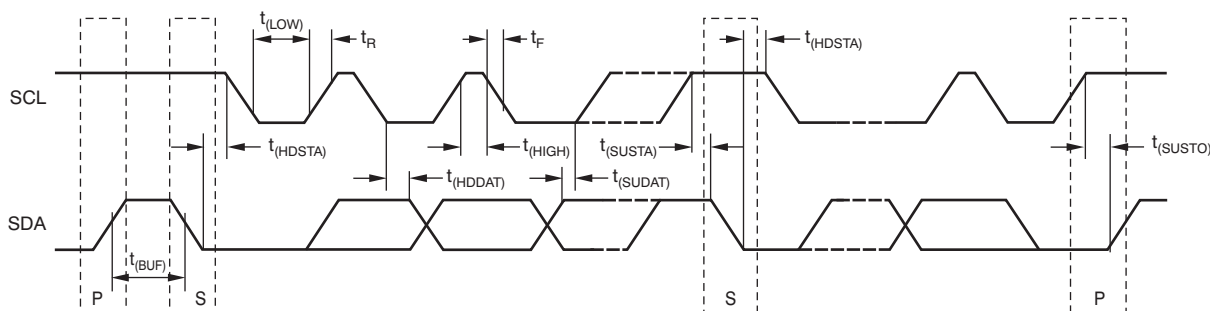 t(LOW)
tR
tF
t(HDSTA)
SCL
t(HDSTA)
t(HIGH)
t(SUSTA)
t(SUSTO)
t(HDDAT)
t(SUDAT)
SDA
t(BUF)
P
S
S
P